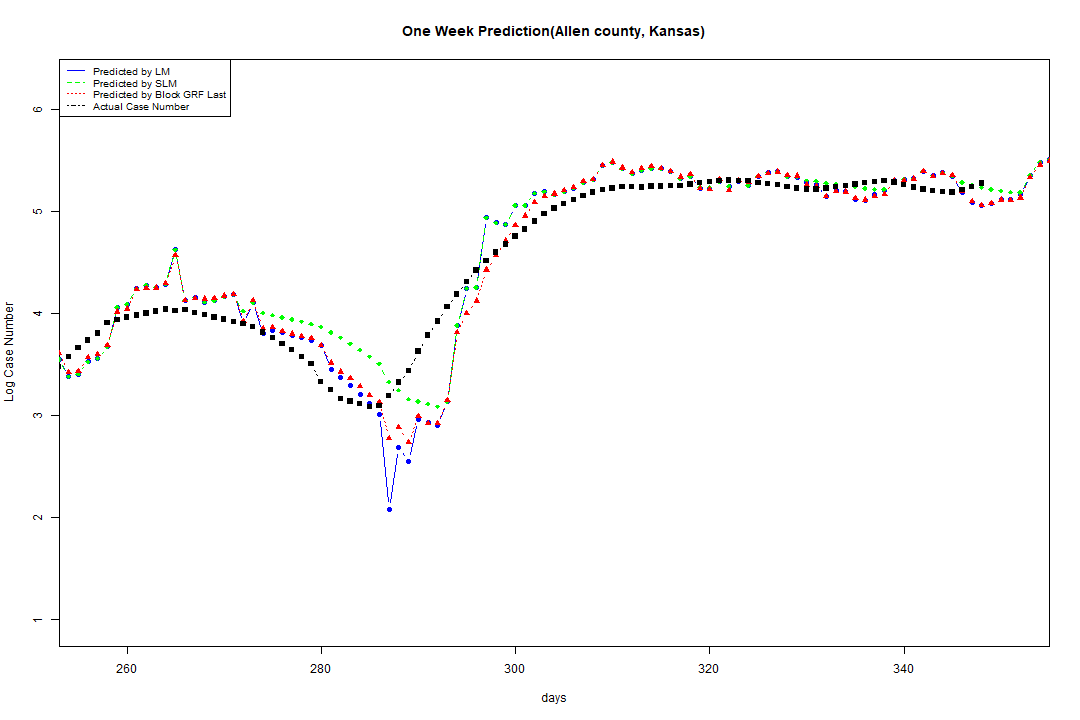 One Week Prediction(Allen county, Kansas)
Predicted by LM
Predicted by SLM
Predicted by Block GRF Last
Actual Case Number
6
5
4
3
2
1
Log Case Number
260 280 300 320 340
days